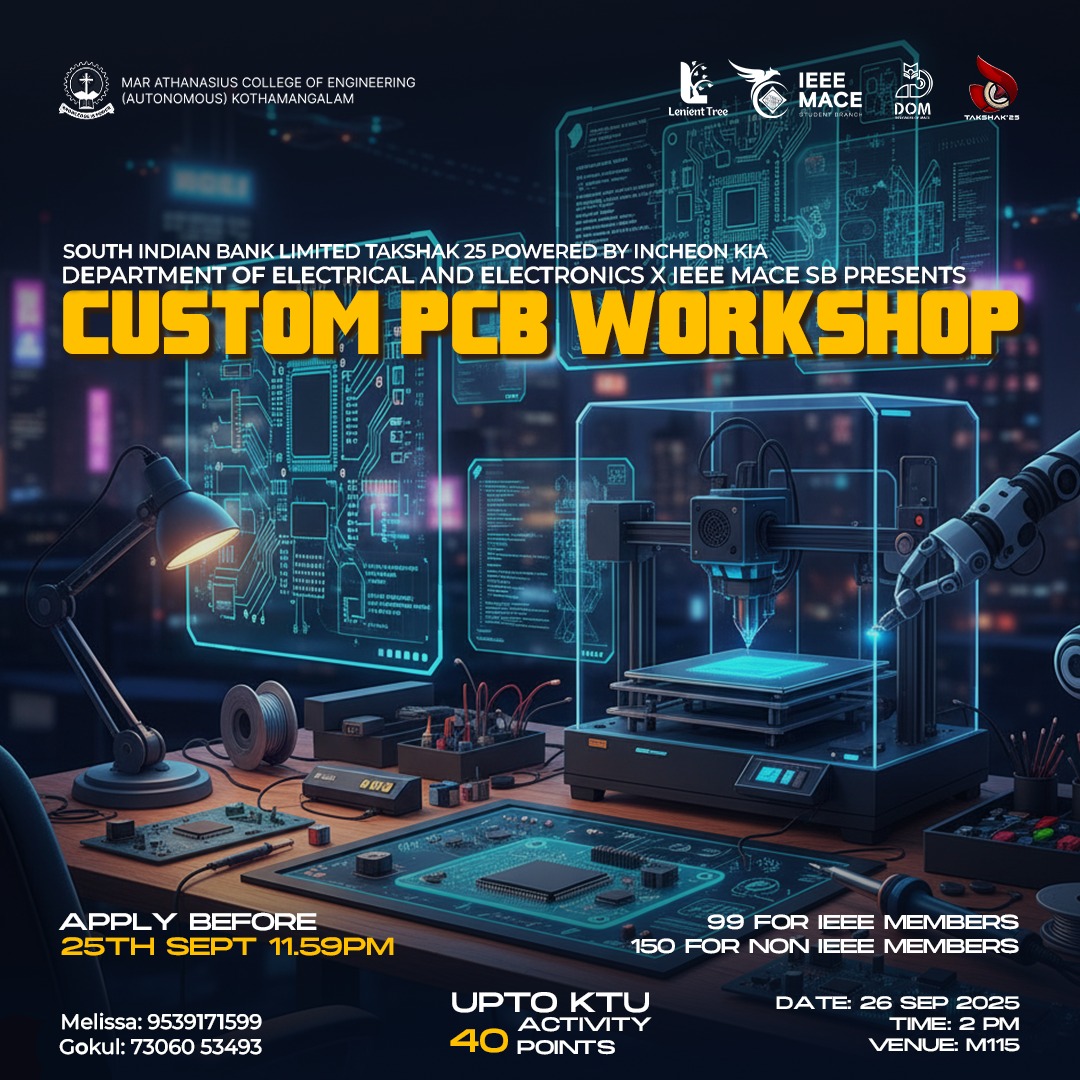 MAR ATHANASIUS COLLEGE OF ENGINEERING
(AUTONOMOUS) KOTHAMANGALAM
Lenient Tree
IEEE
MACE
STUDENT BRANCH
DOM
TAKSHAK'25
SOUTH INDIAN BANK LIMITED TAKSHAK 25 POWERED BY INCHEON KIA
DEPARTMENT OF ELECTRICAL AND ELECTRONICS X IEEE MACE SB PRESENTS
CUSTOM PCB WORKSHOP
APPLY BEFORE
25TH SEPT 11.59PM
99 FOR IEEE MEMBERS
150 FOR NON IEEE MEMBERS
Melissa: 9539171599
Gokul: 73060 53493
UPTO KTU
40 ACTIVITY
POINTS
DATE: 26 SEP 2025
TIME: 2 PM
VENUE: M115